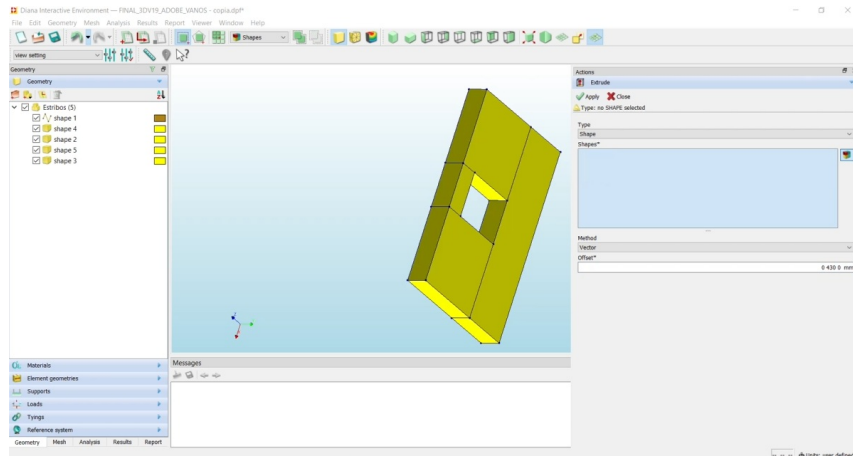 Diana Interactive Environment — FINAL_3DV19_ADOBE_VANOS - copia.dpf*
File Edit Geometry Mesh Analysis Results Report Viewer Window Help
Shapes
view setting
Geometry
Geometry
Estribos (5)
shape 1
shape 4
shape 2
shape 5
shape 3
Materials
Element geometries
Supports
Loads
Tyings
Reference system
Geometry Mesh Analysis Results Report
Messages
Actions
Extrude
Apply Close
Type: no SHAPE selected
Type
Shape
Shapes*
Method
Vector
Offset*
0 430 0 mm
Units: user defined